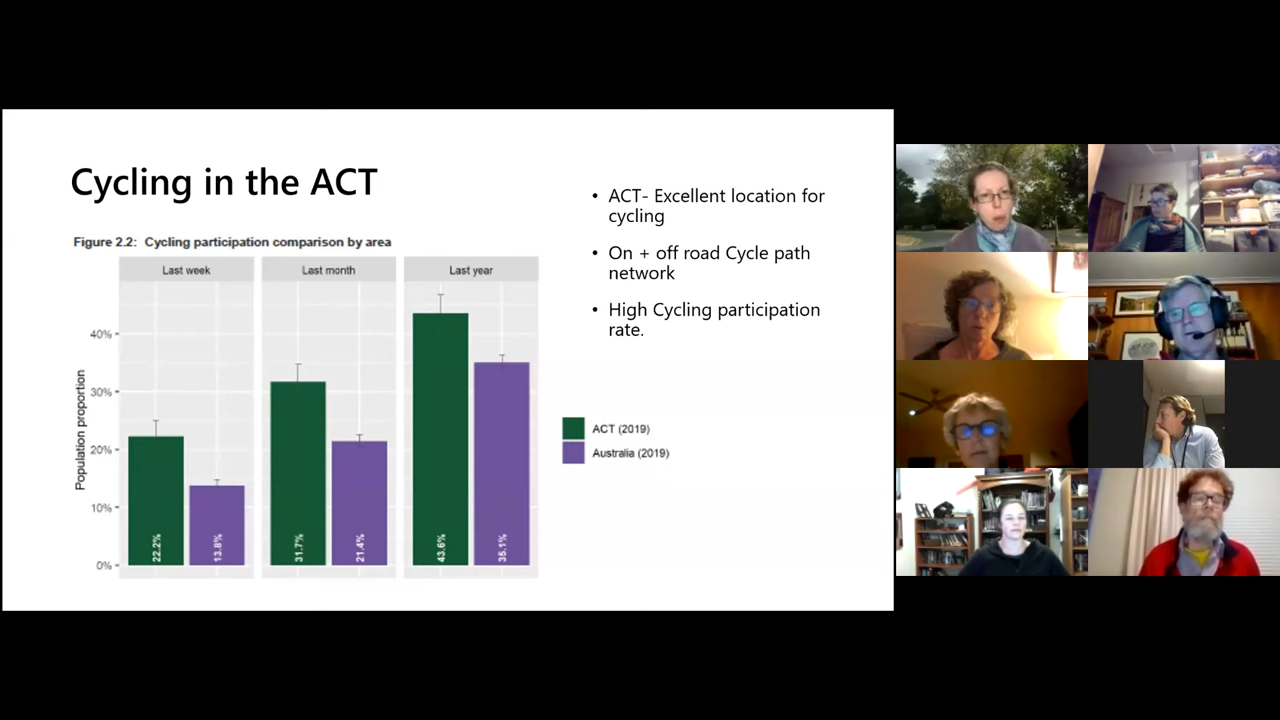 Cycling in the ACT
Figure 2.2: Cycling participation comparison by area
Last week
Last month
Last year
Population proportion
40%
30%
20%
10%
0%
22.2%
13.8%
31.7%
21.4%
43.6%
35.1%
ACT (2019)
Australia (2019)
• ACT- Excellent location for
cycling
• On + off road Cycle path
network
• High Cycling participation
rate.